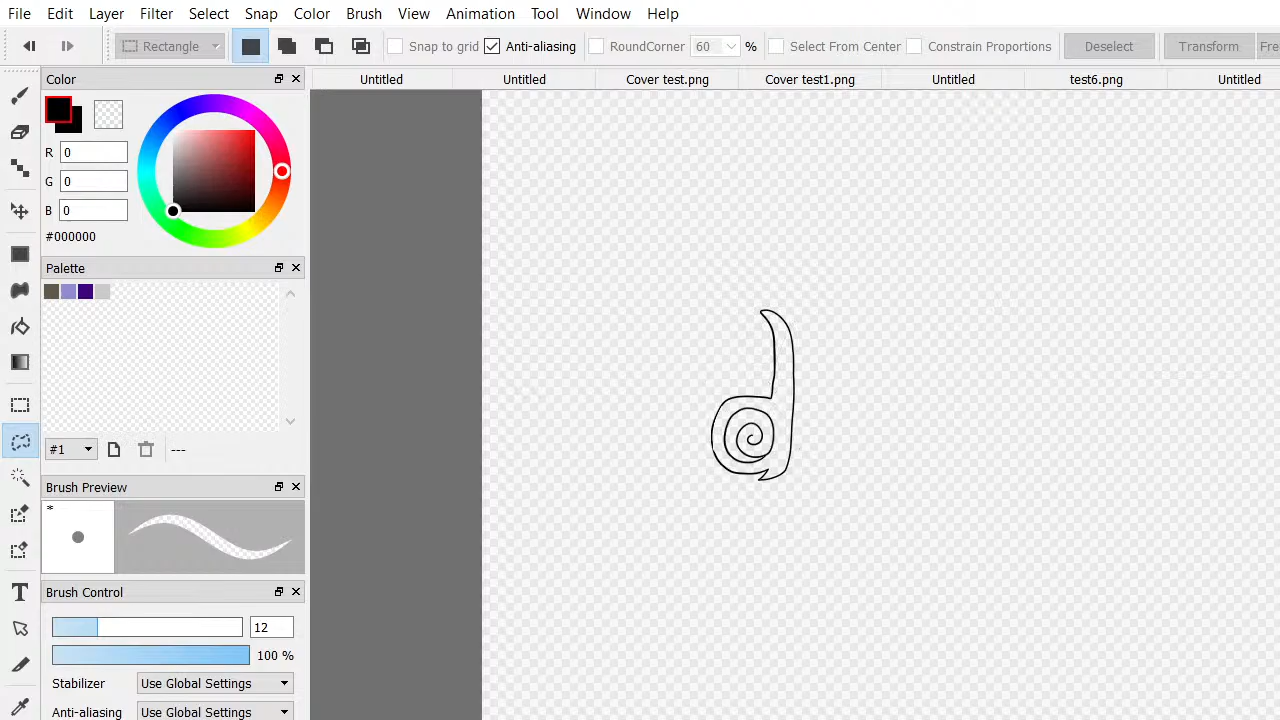 File Edit Layer Filter Select Snap Color Brush View Animation Tool Window Help
Rectangle Snap to grid Anti-aliasing RoundCorner 60 % Select From Center Constrain Proportions Deselect Transform Fre
Color Untitled Untitled Cover test.png Cover test1.png Untitled test6.png Untitled
R 0
G 0
B 0
#000000
Palette
#1 ---
Brush Preview
*
Brush Control
12
100 %
Stabilizer Use Global Settings
Anti-aliasing Use Global Settings
T